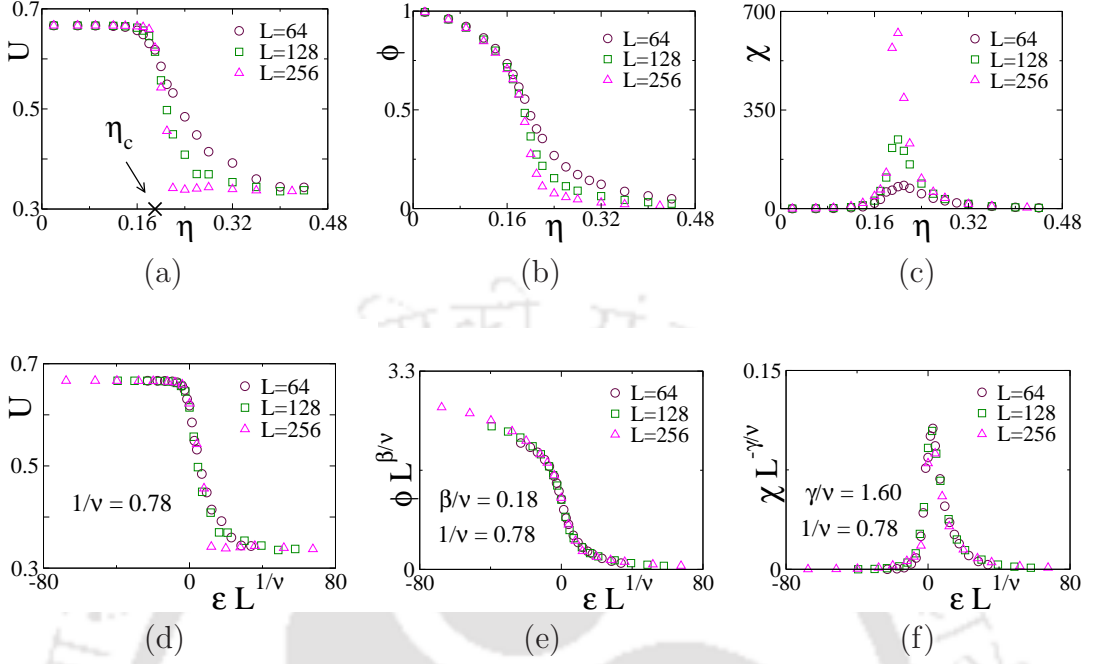 0.7
0.5
0.3
U
L=64
L=128
L=256
ηc
0.16
0.32
0.48
η
(a)
1
0.5
0
ϕ
L=64
L=128
L=256
0.16
0.32
0.48
η
(b)
700
350
0
χ
L=64
L=128
L=256
0.16
0.32
0.48
η
(c)
0.7
0.5
0.3
U
L=64
L=128
L=256
1/ν = 0.78
-80
0
80
ε L^1/ν
(d)
3.3
0
ϕ L^β/ν
L=64
L=128
L=256
β/ν = 0.18
1/ν = 0.78
-80
0
80
ε L^1/ν
(e)
0.15
0
χ L^-γ/ν
L=64
L=128
L=256
γ/ν = 1.60
1/ν = 0.78
-80
0
80
ε L^1/ν
(f)